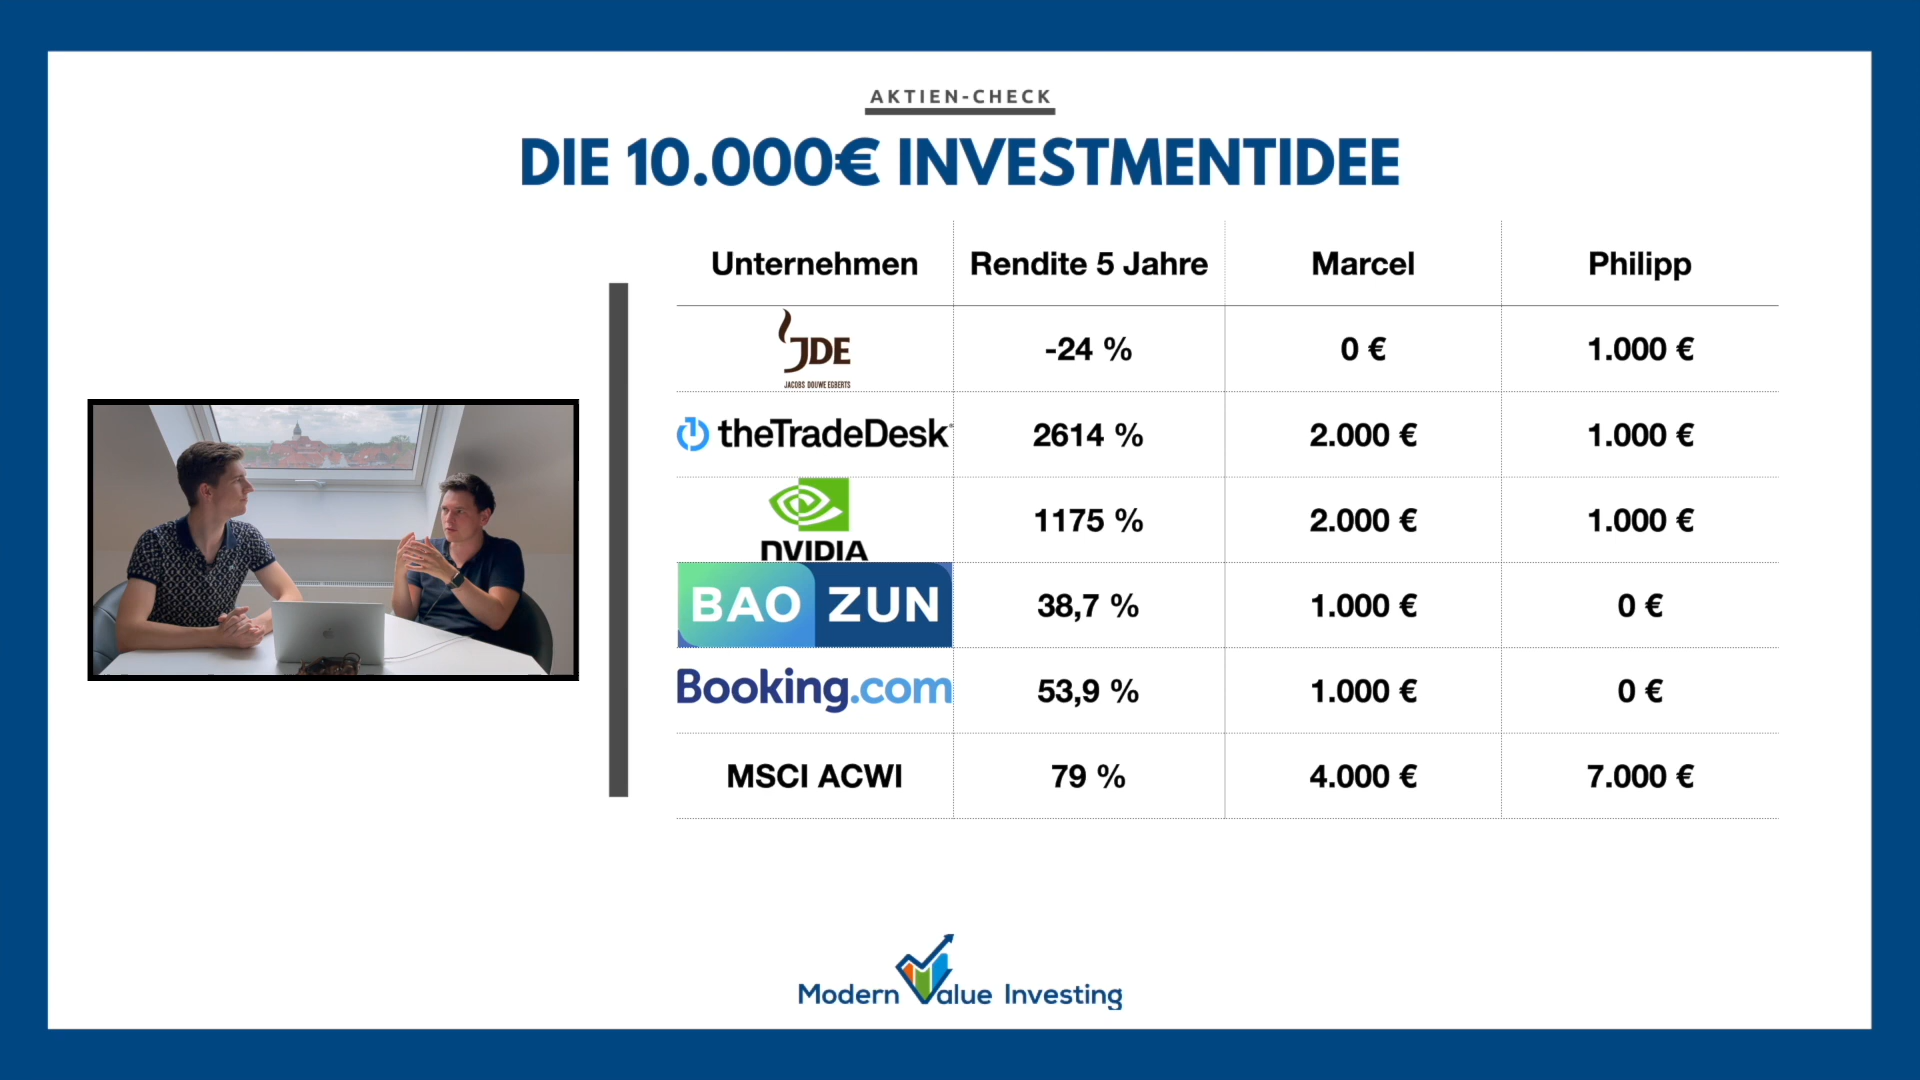 AKTIEN-CHECK
DIE 10.000€ INVESTMENTIDEE
Unternehmen Rendite 5 Jahre Marcel Philipp
JDE
JACOBS DOUWE EGBERTS
-24 % 0 € 1.000 €
theTradeDesk 2614 % 2.000 € 1.000 €
NVIDIA 1175 % 2.000 € 1.000 €
BAO ZUN 38,7 % 1.000 € 0 €
Booking.com 53,9 % 1.000 € 0 €
MSCI ACWI 79 % 4.000 € 7.000 €
Modern Value Investing